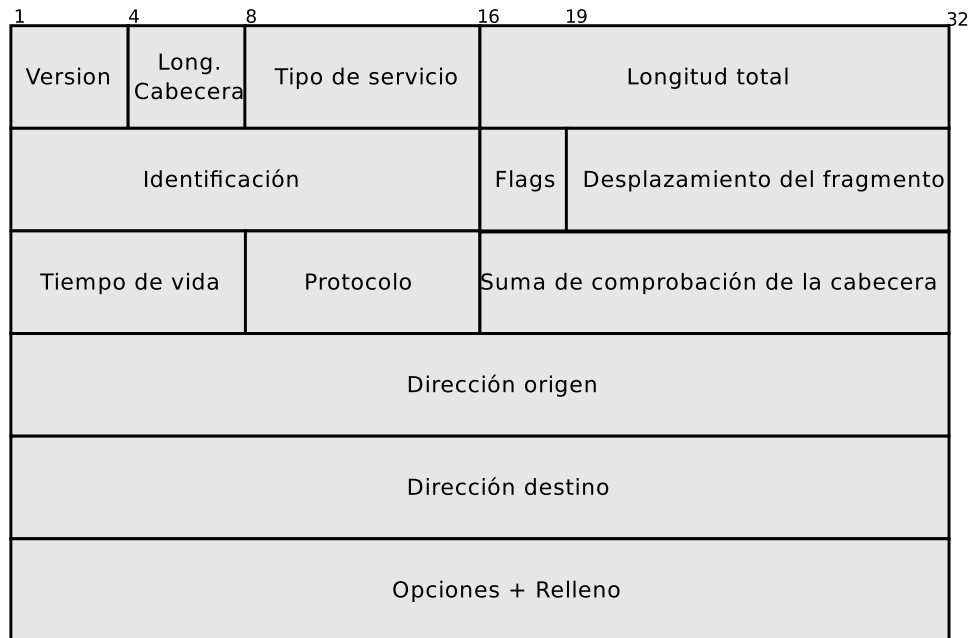 1 4 8 16 19 32
Version
Long.
Cabecera
Tipo de servicio
Longitud total
Identificación
Flags
Desplazamiento del fragmento
Tiempo de vida
Protocolo
Suma de comprobación de la cabecera
Dirección origen
Dirección destino
Opciones + Relleno